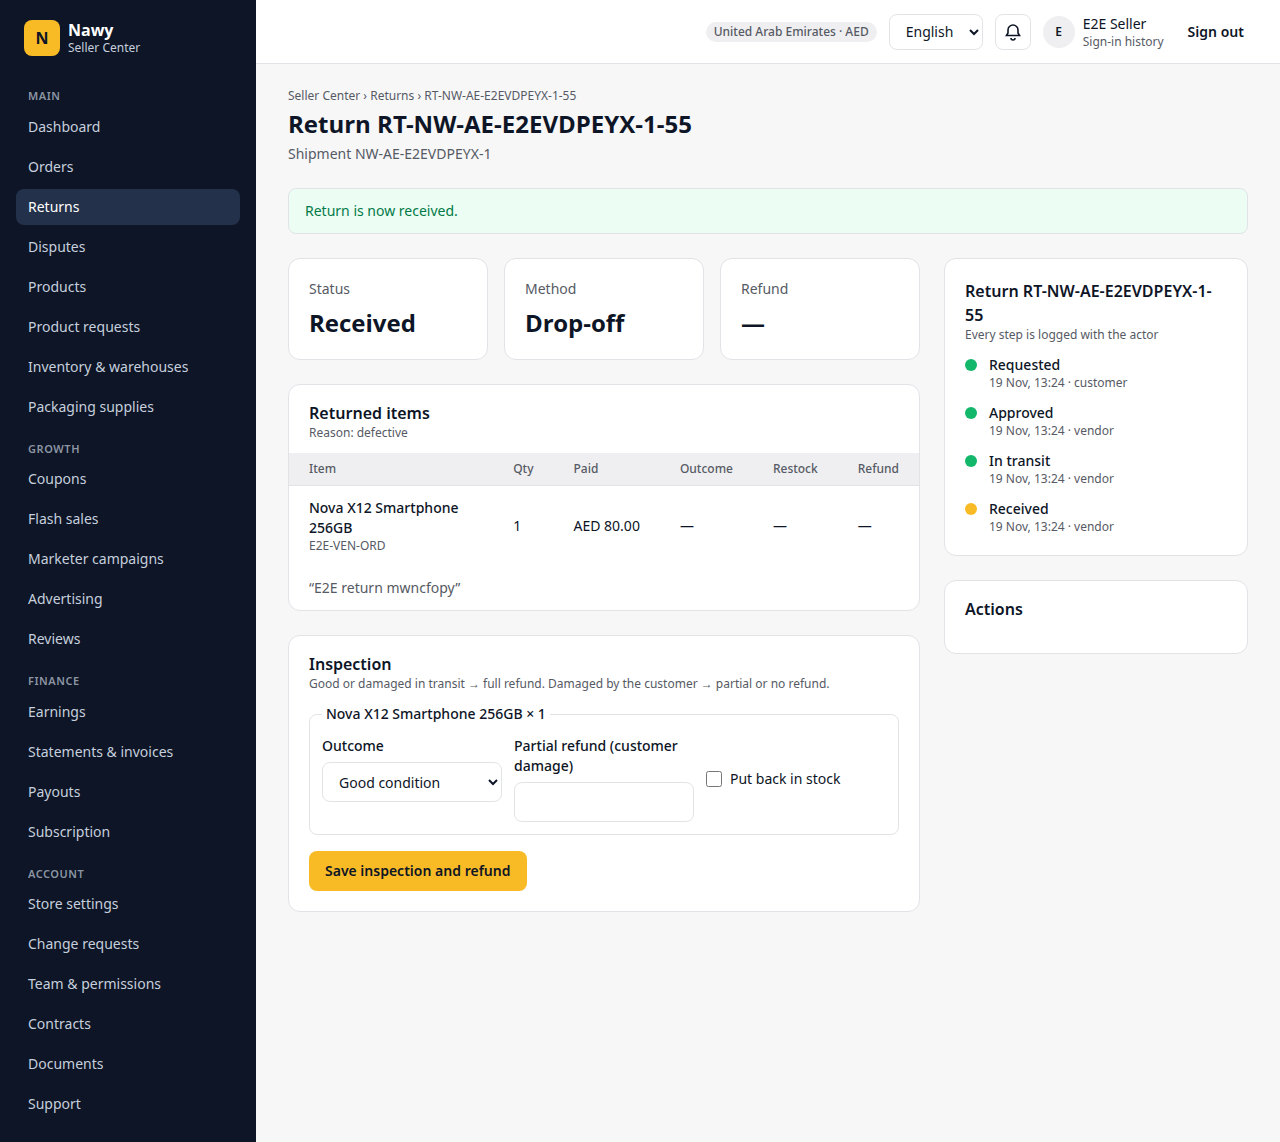 N
Nawy
Seller Center
MAIN
Dashboard
Orders
Returns
Disputes
Products
Product requests
Inventory & warehouses
Packaging supplies
GROWTH
Coupons
Flash sales
Marketer campaigns
Advertising
Reviews
FINANCE
Earnings
Statements & invoices
Payouts
Subscription
ACCOUNT
Store settings
Change requests
Team & permissions
Contracts
Documents
Support
United Arab Emirates · AED
English
E
E2E Seller
Sign-in history
Sign out
Seller Center › Returns › RT-NW-AE-E2EVDPEYX-1-55
Return RT-NW-AE-E2EVDPEYX-1-55
Shipment NW-AE-E2EVDPEYX-1
Return is now received.
Status
Received
Method
Drop-off
Refund
—
Returned items
Reason: defective
Item Qty Paid Outcome Restock Refund
Nova X12 Smartphone
256GB
E2E-VEN-ORD
1 AED 80.00 — — —
“E2E return mwncfopy”
Inspection
Good or damaged in transit → full refund. Damaged by the customer → partial or no refund.
Nova X12 Smartphone 256GB × 1
Outcome
Good condition
Partial refund (customer
damage)
Put back in stock
Save inspection and refund
Return RT-NW-AE-E2EVDPEYX-1-
55
Every step is logged with the actor
Requested
19 Nov, 13:24 · customer
Approved
19 Nov, 13:24 · vendor
In transit
19 Nov, 13:24 · vendor
Received
19 Nov, 13:24 · vendor
Actions